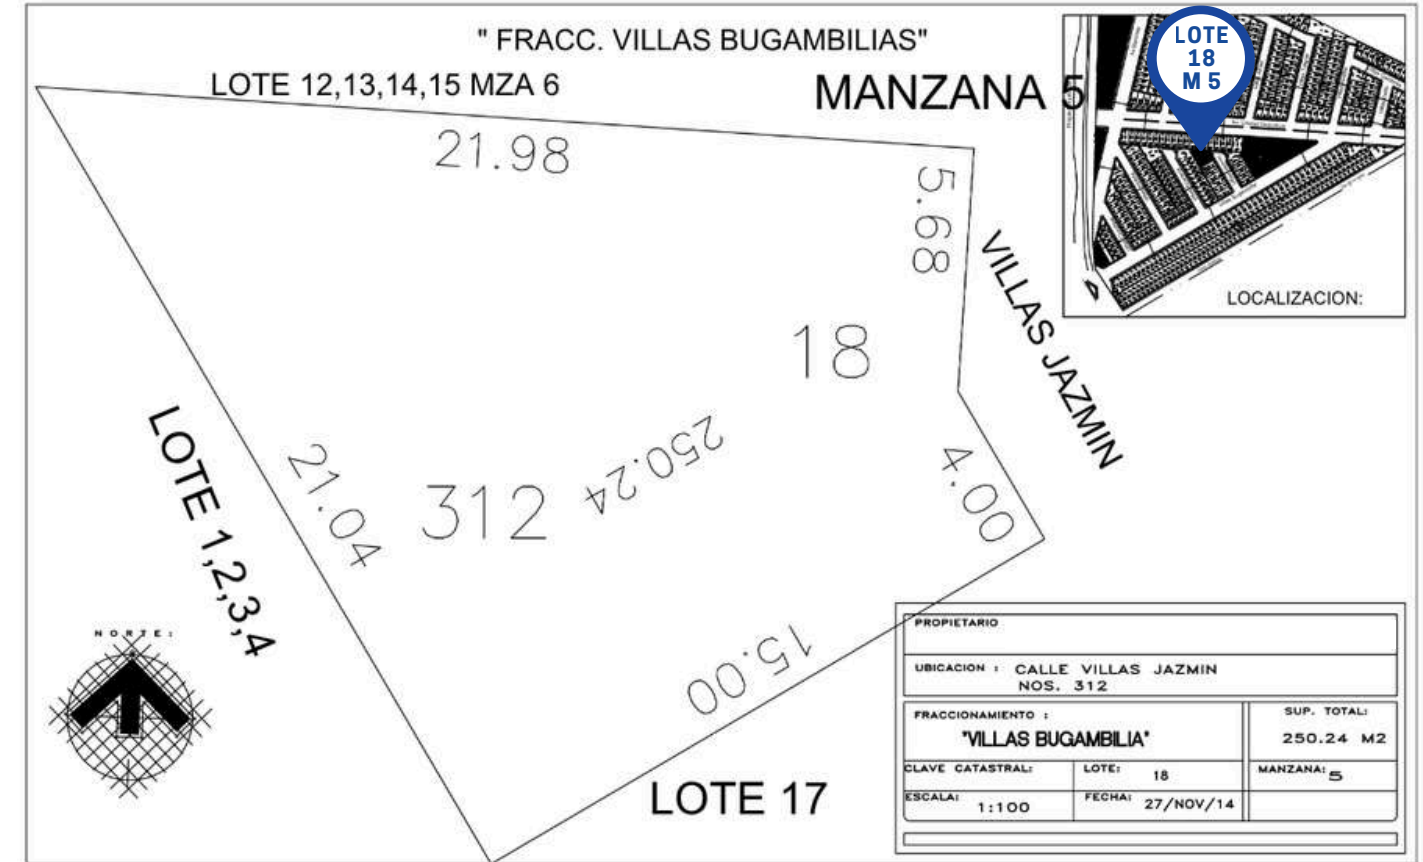 " FRACC. VILLAS BUGAMBILIAS"
LOTE 12,13,14,15 MZA 6
MANZANA 5
LOTE
18
M 5
LOCALIZACION:
21.98
5.68
VILLAS JAZMIN
18
4.00
250.24
312
21.04
LOTE 1,2,3,4
15.00
LOTE 17
NORTE:
PROPIETARIO
UBICACION : CALLE VILLAS JAZMIN
NOS. 312
FRACCIONAMIENTO :
"VILLAS BUGAMBILIA"
SUP. TOTAL:
250.24 M2
CLAVE CATASTRAL:
LOTE: 18
MANZANA: 5
ESCALA: 1:100
FECHA: 27/NOV/14